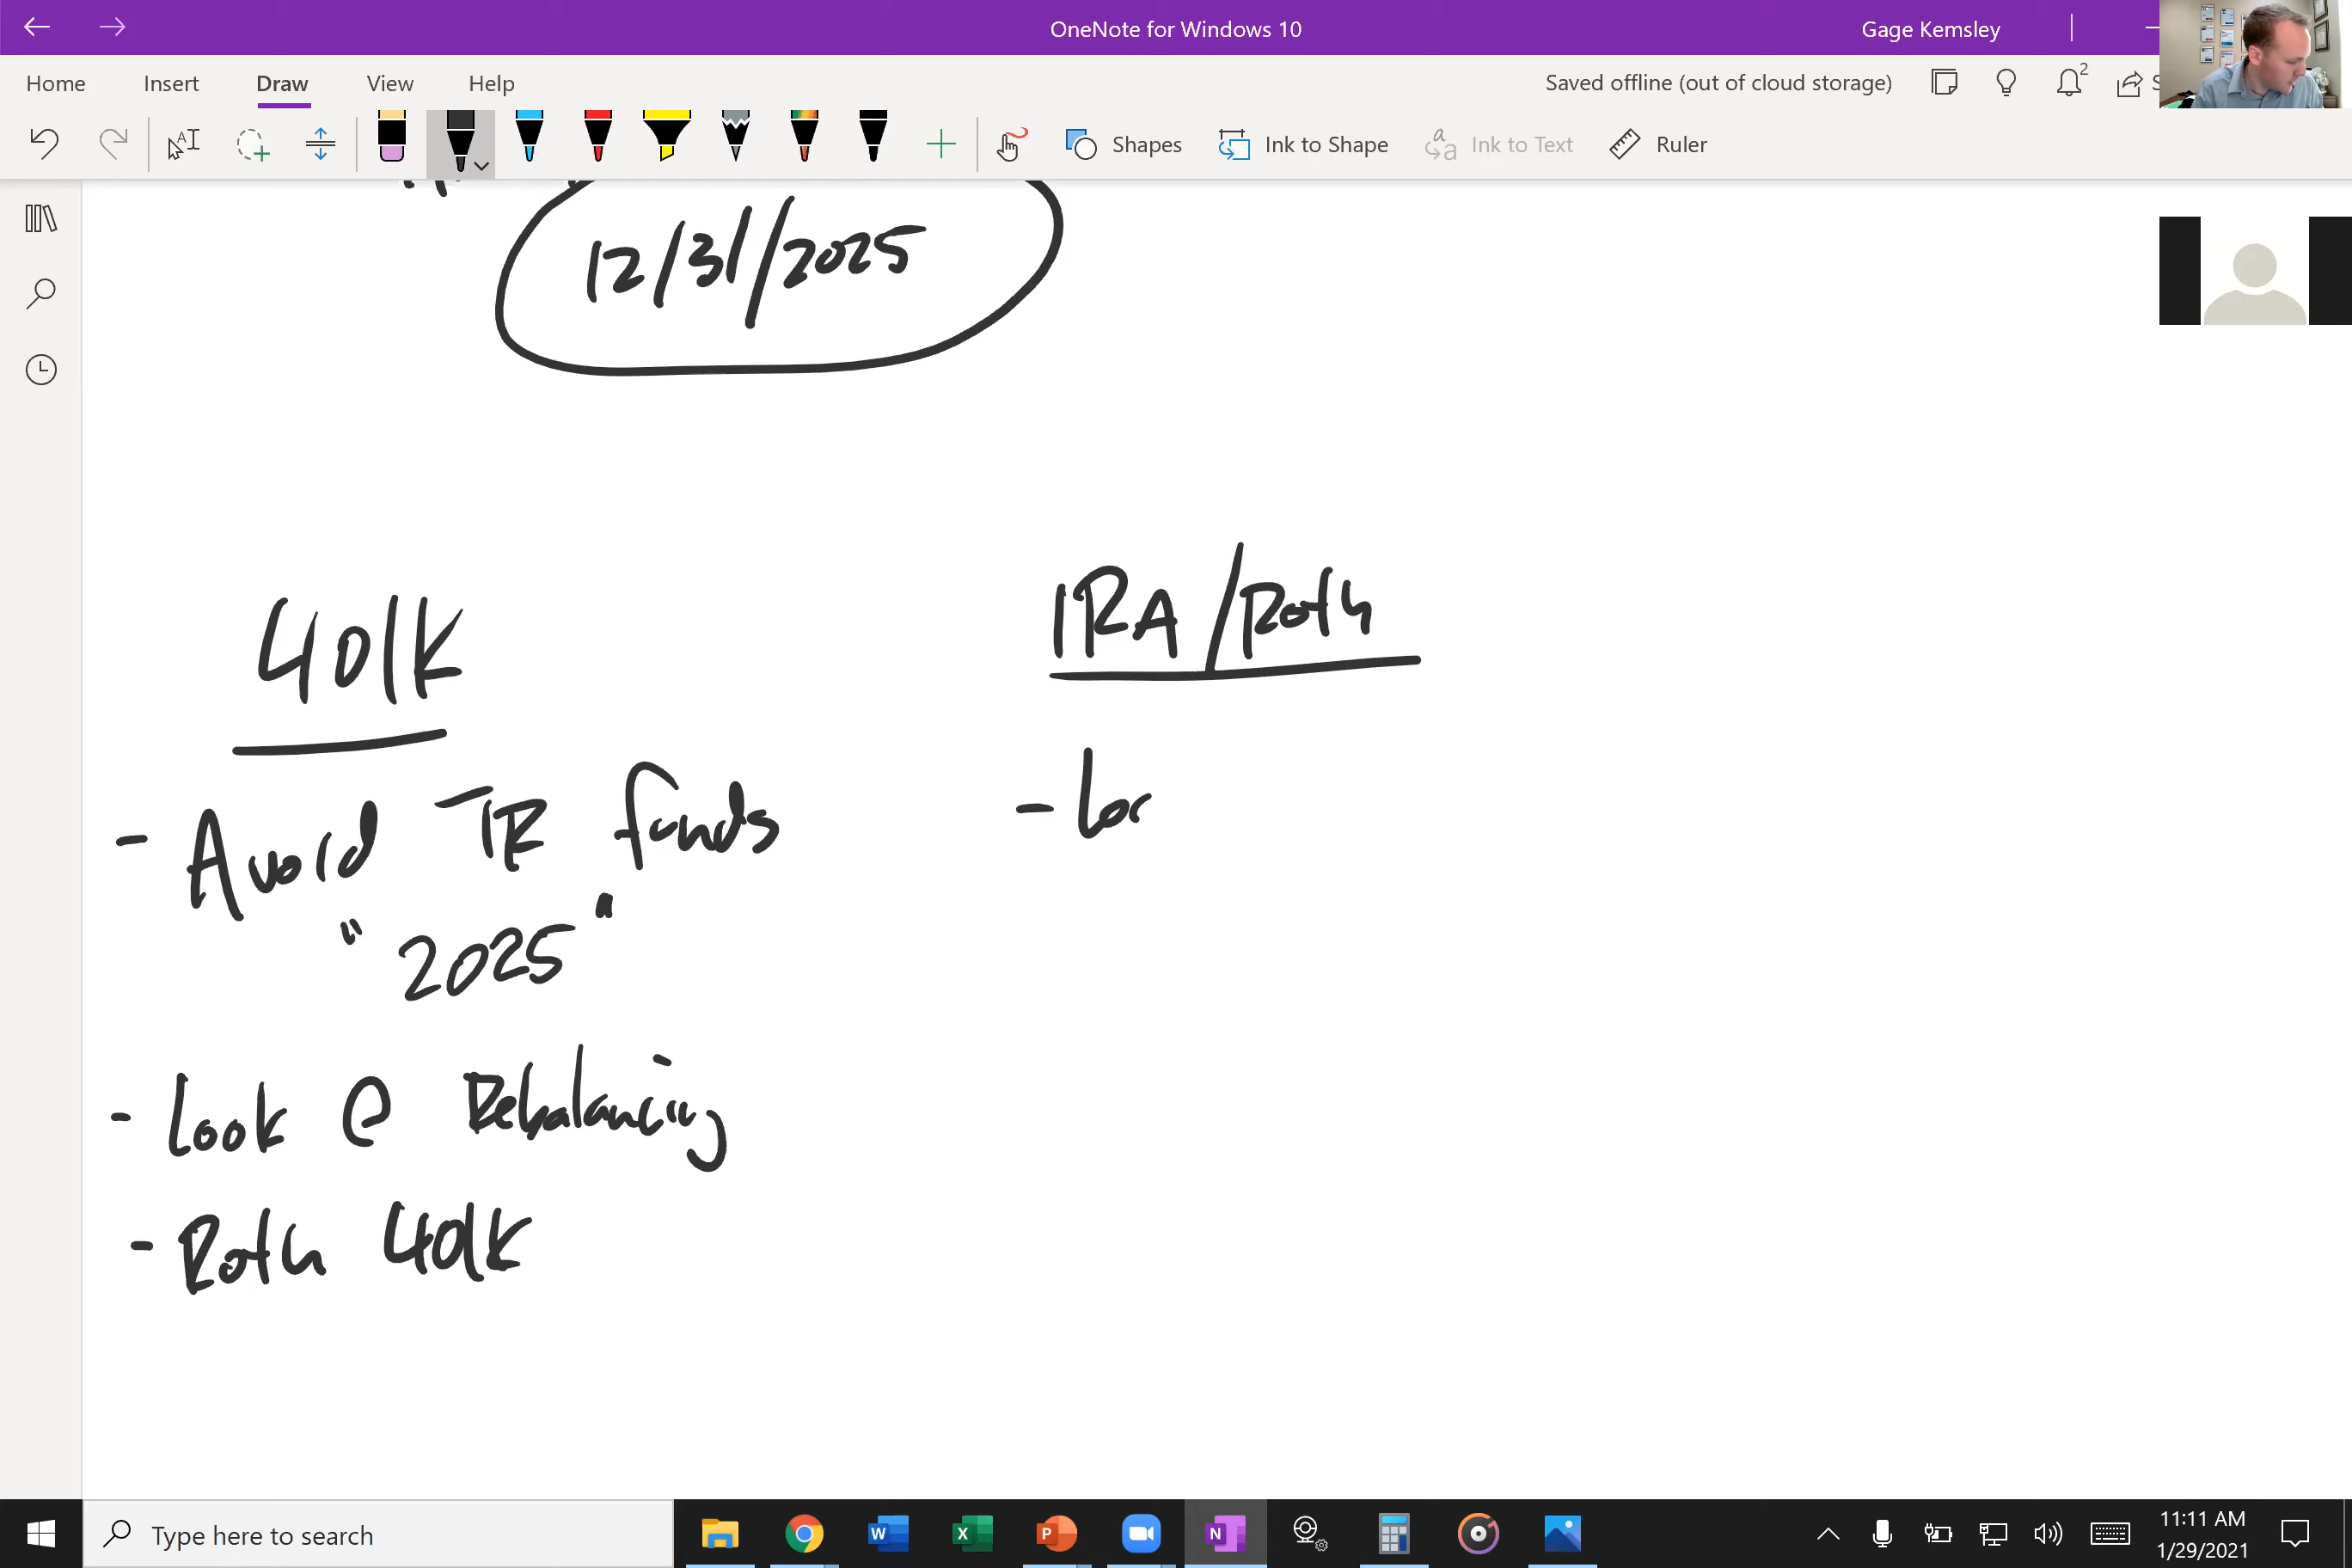 OneNote for Windows 10
Gage Kemsley
Home Insert Draw View Help
Saved offline (out of cloud storage)
2
Shapes Ink to Shape Ink to Text Ruler
12/31/2025
401K
IRA/Roth
- Avoid TR funds
"2025"
- Look @ Rebalancing
- Roth 401K
Type here to search
11:11 AM
1/29/2021